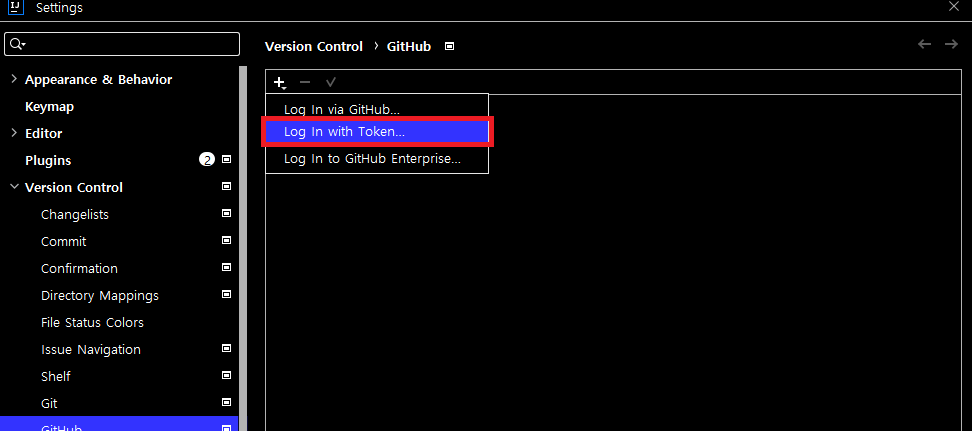 IJ
Settings
Version Control › GitHub
Appearance & Behavior
Keymap
Editor
Plugins 2
Version Control
Changelists
Commit
Confirmation
Directory Mappings
File Status Colors
Issue Navigation
Shelf
Git
GitHub
Log In via GitHub...
Log In with Token...
Log In to GitHub Enterprise...